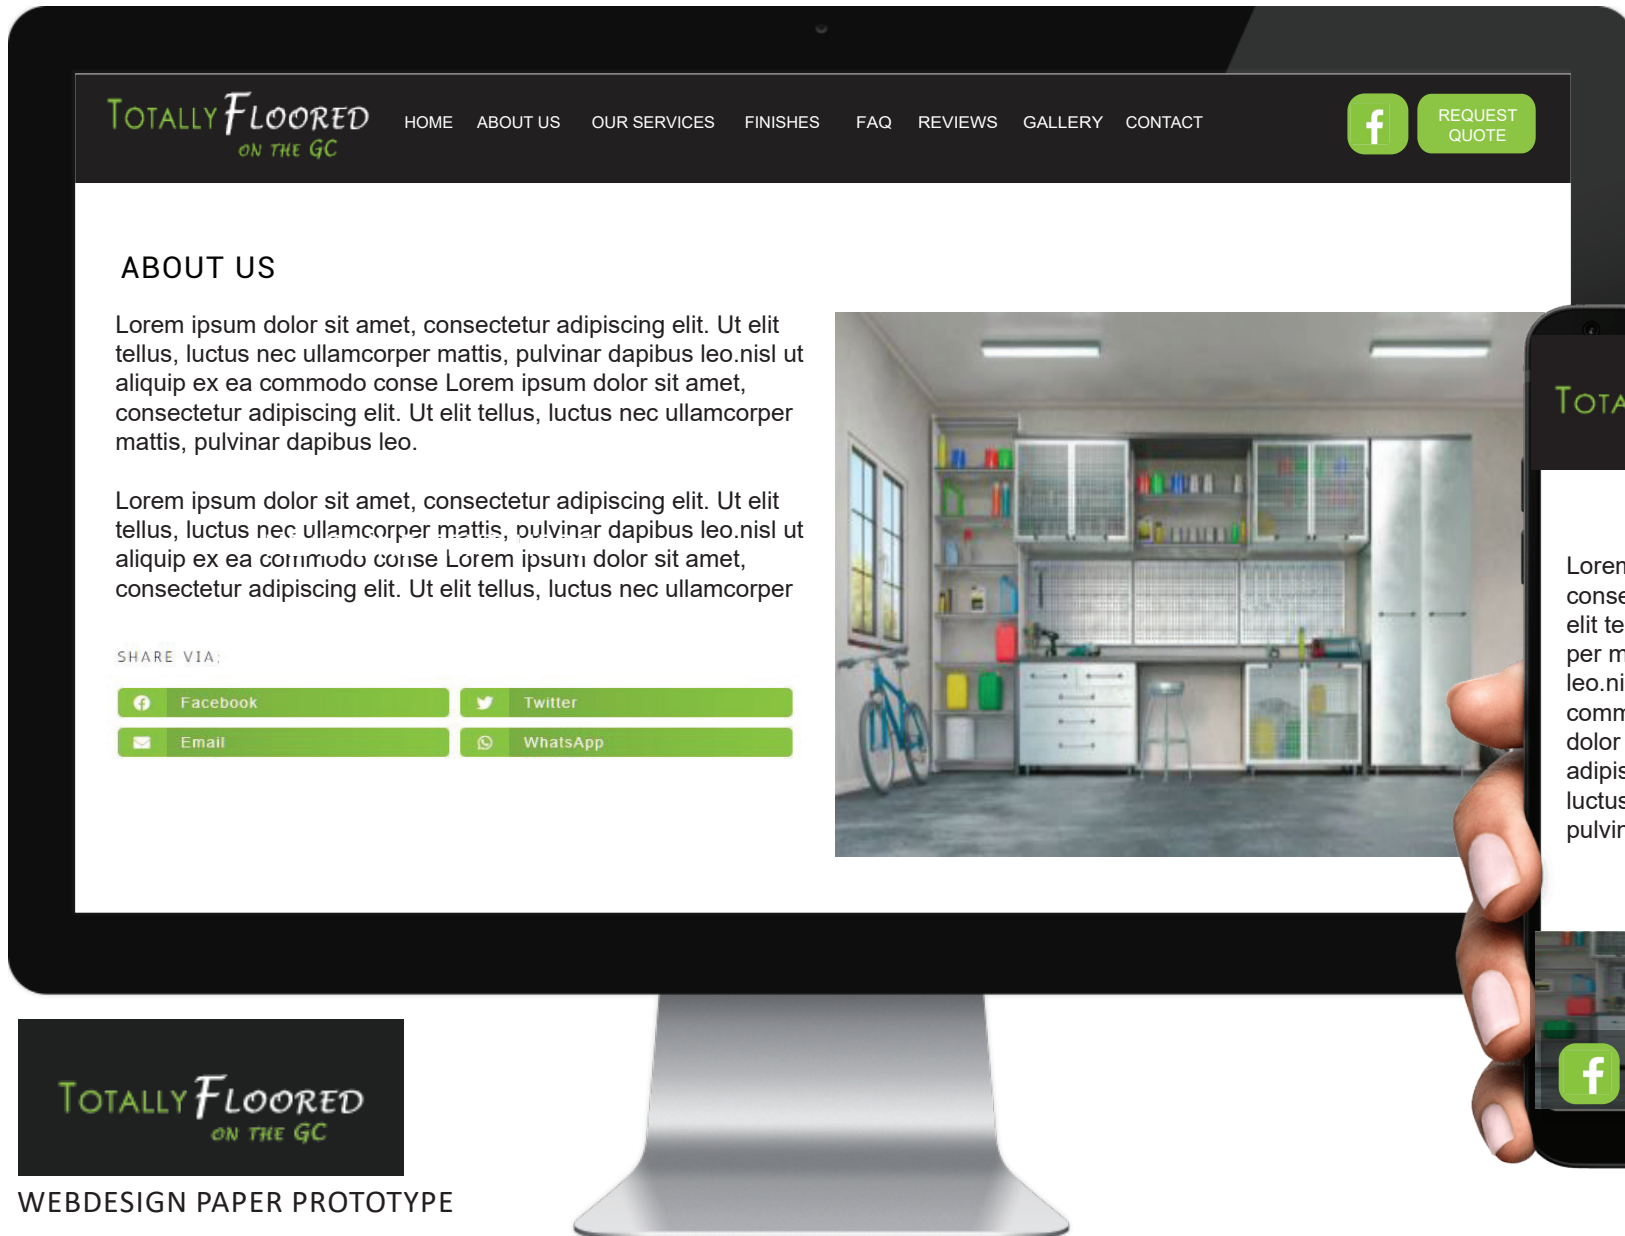 TOTALLY FLOORED
ON THE GC
HOME ABOUT US OUR SERVICES FINISHES FAQ REVIEWS GALLERY CONTACT
f
REQUEST
QUOTE
ABOUT US
Lorem ipsum dolor sit amet, consectetur adipiscing elit. Ut elit
tellus, luctus nec ullamcorper mattis, pulvinar dapibus leo.nisl ut
aliquip ex ea commodo conse Lorem ipsum dolor sit amet,
consectetur adipiscing elit. Ut elit tellus, luctus nec ullamcorper
mattis, pulvinar dapibus leo.
Lorem ipsum dolor sit amet, consectetur adipiscing elit. Ut elit
tellus, luctus nec ullamcorper mattis, pulvinar dapibus leo.nisl ut
aliquip ex ea commodo conse Lorem ipsum dolor sit amet,
consectetur adipiscing elit. Ut elit tellus, luctus nec ullamcorper
SHARE VIA:
Facebook Twitter
Email WhatsApp
TOTA
Lorem
conse
elit te
per m
leo.ni
comm
dolor
adipis
luctus
pulvin
f
TOTALLY FLOORED
ON THE GC
WEBDESIGN PAPER PROTOTYPE